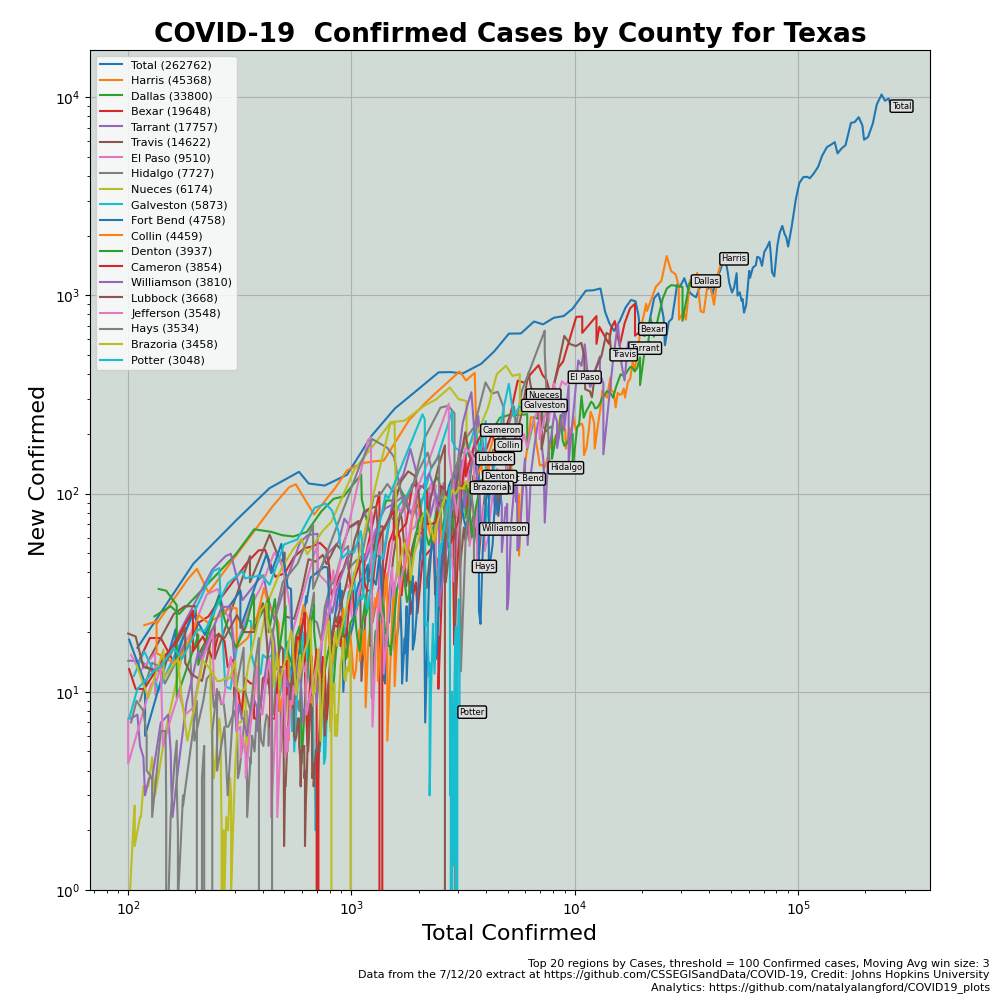 COVID-19  Confirmed Cases by County for Texas
Total (262762)
Harris (45368)
Dallas (33800)
Bexar (19648)
Tarrant (17757)
Travis (14622)
El Paso (9510)
Hidalgo (7727)
Nueces (6174)
Galveston (5873)
Fort Bend (4758)
Collin (4459)
Denton (3937)
Cameron (3854)
Williamson (3810)
Lubbock (3668)
Jefferson (3548)
Hays (3534)
Brazoria (3458)
Potter (3048)
10⁴
10³
10²
10¹
10⁰
New Confirmed
Total
Harris
Dallas
Bexar
Tarrant
Travis
El Paso
Nueces
Galveston
Cameron
Collin
Lubbock
Hidalgo
Denton
t Bend
Brazoria
Williamson
Hays
Potter
10² 10³ 10⁴ 10⁵
Total Confirmed
Top 20 regions by Cases, threshold = 100 Confirmed cases, Moving Avg win size: 3
Data from the 7/12/20 extract at https://github.com/CSSEGISandData/COVID-19, Credit: Johns Hopkins University
Analytics: https://github.com/natalyalangford/COVID19_plots